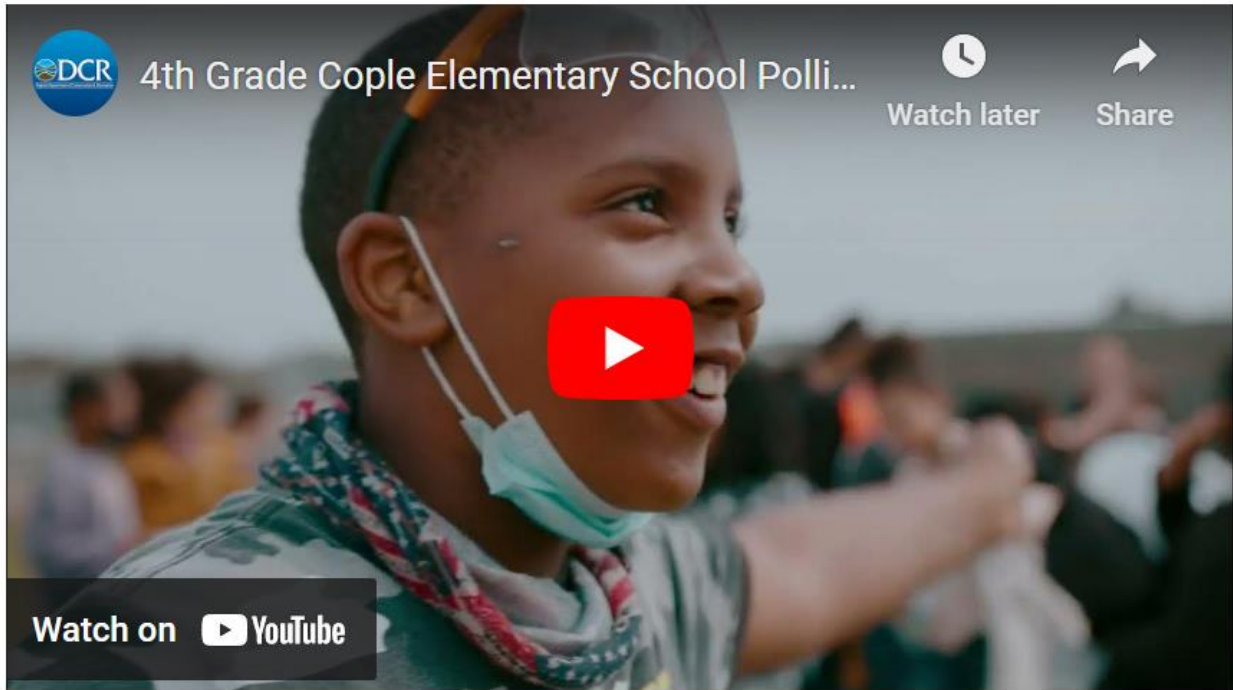 DCR
4th Grade Cople Elementary School Polli...
Watch later
Share
Watch on YouTube